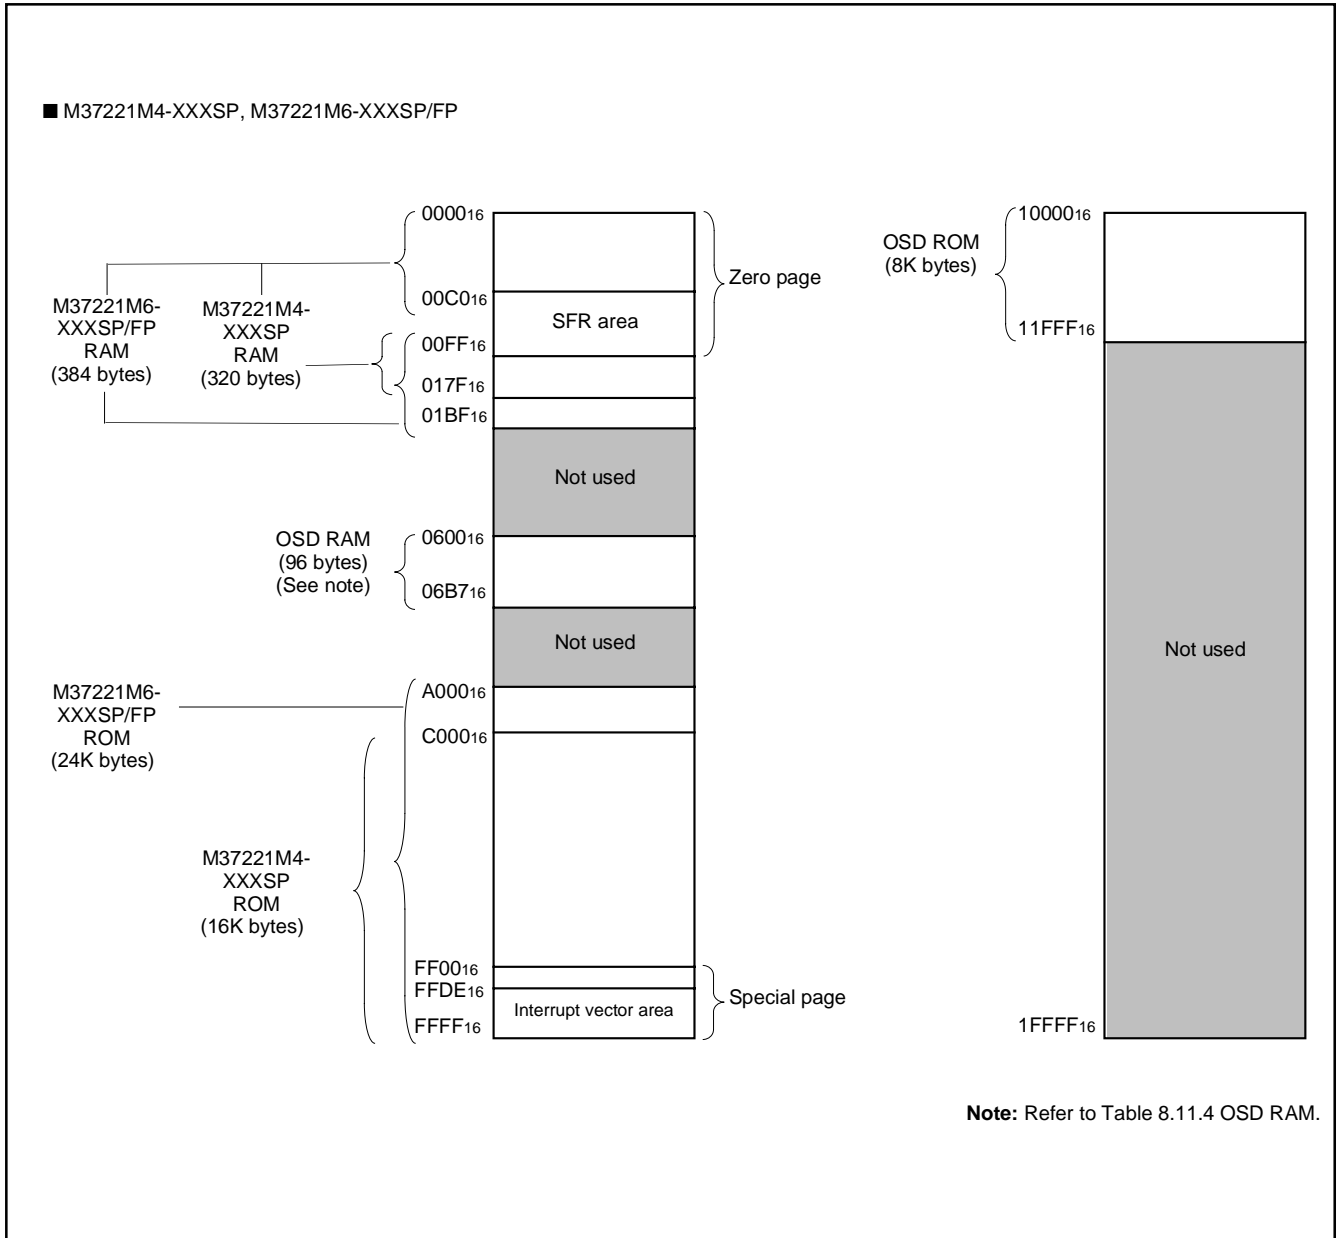 ■ M37221M4-XXXSP, M37221M6-XXXSP/FP
0000₁₆
00C0₁₆
00FF₁₆
017F₁₆
01BF₁₆
M37221M6-
XXXSP/FP
RAM
(384 bytes)
M37221M4-
XXXSP
RAM
(320 bytes)
SFR area
Zero page
Not used
OSD RAM
(96 bytes)
(See note)
0600₁₆
06B7₁₆
Not used
M37221M6-
XXXSP/FP
ROM
(24K bytes)
A000₁₆
C000₁₆
M37221M4-
XXXSP
ROM
(16K bytes)
FF00₁₆
FFDE₁₆
FFFF₁₆
Interrupt vector area
Special page
OSD ROM
(8K bytes)
10000₁₆
11FFF₁₆
Not used
1FFFF₁₆
Note: Refer to Table 8.11.4 OSD RAM.